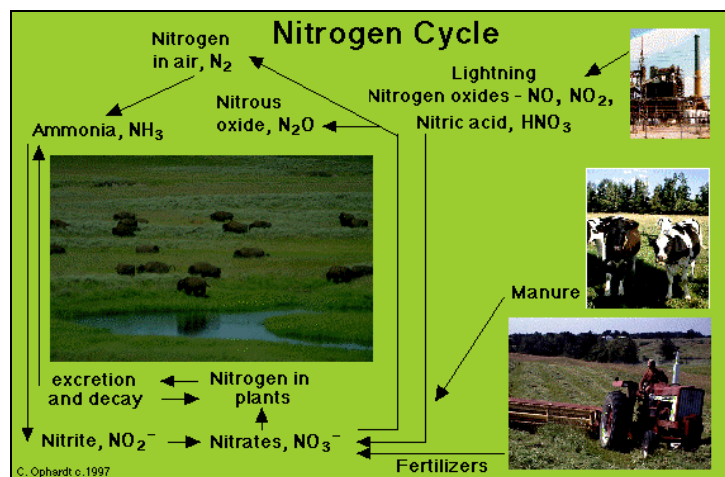 Nitrogen Cycle
Nitrogen
in air, N₂
Lightning
Nitrogen oxides - NO, NO₂,
Nitric acid, HNO₃
Nitrous
oxide, N₂O
Ammonia, NH₃
Manure
excretion
and decay
Nitrogen in
plants
Nitrite, NO₂⁻
Nitrates, NO₃⁻
Fertilizers
C. Ophardt c.1997